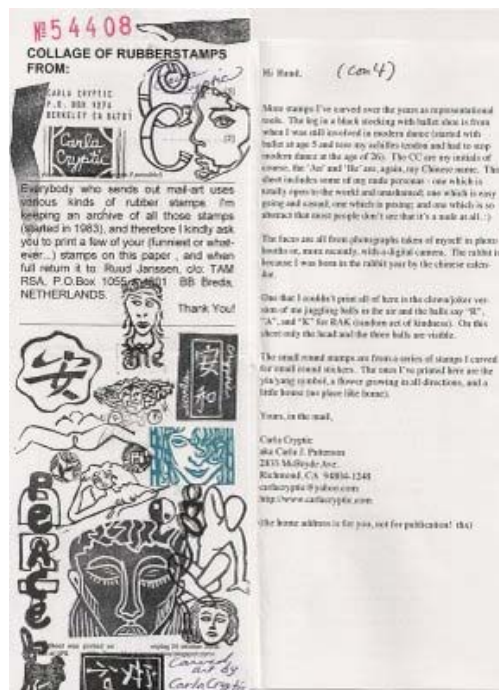 №54408
COLLAGE OF RUBBERSTAMPS
FROM:
CARLA CRYPTIC
P.O. BOX
BERKELEY CA
Carla
Cryptic
Everybody who sends out mail-art uses
various kinds of rubber stamps. I'm
keeping an archive of all those stamps
(started in 1983), and therefore I kindly ask
you to print a few of your (funniest or what-
ever...) stamps on this paper , and when
full return it to: Ruud Janssen, c/o: TAM
RSA, P.O.Box 1055, 4801 BB Breda,
NETHERLANDS.
Thank You!
安
安
和
PEACE
Carved
art by
Carla Cryptic
Hi Ruud,
(Con4)
More stamps I've carved over the years as representational
tools. The leg in a black stocking with ballet shoe is from
when I was still involved in modern dance (started with
ballet at age 5 and tore my achilles tendon and had to stop
modern dance at the age of 26). The CC are my initials of
course, the and are, again, my Chinese name. The
sheet includes some of my nude personas - one which is
totally open to the world and unashamed; one which is easy
going and casual, one which is posing; and one which is so
abstract that most people don't see that it's a nude at all. :)
The faces are all from photographs taken of myself in photo
booths or, more recently, with a digital camera. The rabbit is
because I was born in the rabbit year by the chinese calen-
dar.
One that I couldn't print all of here is the clown/joker ver-
sion of me juggling balls in the air and the balls say "R",
"A", and "K" for RAK (random act of kindness). On this
sheet only the head and the three balls are visible.
The small round stamps are from a series of stamps I carved
for small round stickers. The ones I've printed here are the
yin/yang symbol, a flower growing in all directions, and a
little house (no place like home).
Yours, in the mail,
Carla Cryptic
aka Carla J.
Richmond, CA
carlacryptic@yahoo.com
http://www.carlacryptic.com
(the home address is for you, not for publication! thx)